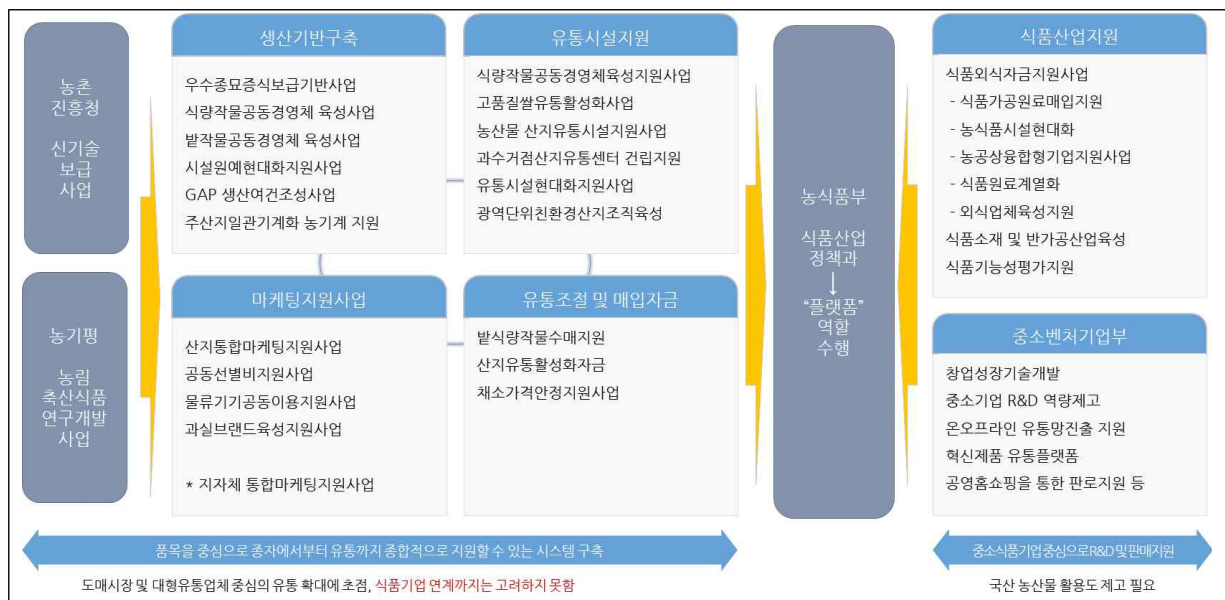 농촌
진흥청
신기술
보급
사업
농기평
농림
축산식품
연구개발
사업
생산기반구축
우수종묘증식보급기반사업
식량작물공동경영체 육성사업
밭작물공동경영체 육성사업
시설원예현대화지원사업
GAP 생산여건조성사업
주산지일관기계화 농기계 지원
유통시설지원
식량작물공동경영체육성지원사업
고품질쌀유통활성화사업
농산물 산지유통시설지원사업
과수거점산지유통센터 건립지원
유통시설현대화지원사업
광역단위친환경산지조직육성
마케팅지원사업
산지통합마케팅지원사업
공동선별비지원사업
물류기기공동이용지원사업
과실브랜드육성지원사업
* 지자체 통합마케팅지원사업
유통조절 및 매입자금
밭식량작물수매지원
산지유통활성화자금
채소가격안정지원사업
농식품부
식품산업
정책과
↓
“플랫폼”
역할
수행
식품산업지원
식품외식자금지원사업
- 식품가공원료매입지원
- 농식품시설현대화
- 농공상융합형기업지원사업
- 식품원료계열화
- 외식업체육성지원
식품소재 및 반가공산업육성
식품기능성평가지원
중소벤처기업부
창업성장기술개발
중소기업 R&D 역량제고
온오프라인 유통망진출 지원
혁신제품 유통플랫폼
공영홈쇼핑을 통한 판로지원 등
품목을 중심으로 종자에서부터 유통까지 종합적으로 지원할 수 있는 시스템 구축
도매시장 및 대형유통업체 중심의 유통 확대에 초점, 식품기업 연계까지는 고려하지 못함
중소식품기업 중심으로 R&D 및 판매지원
국산 농산물 활용도 제고 필요